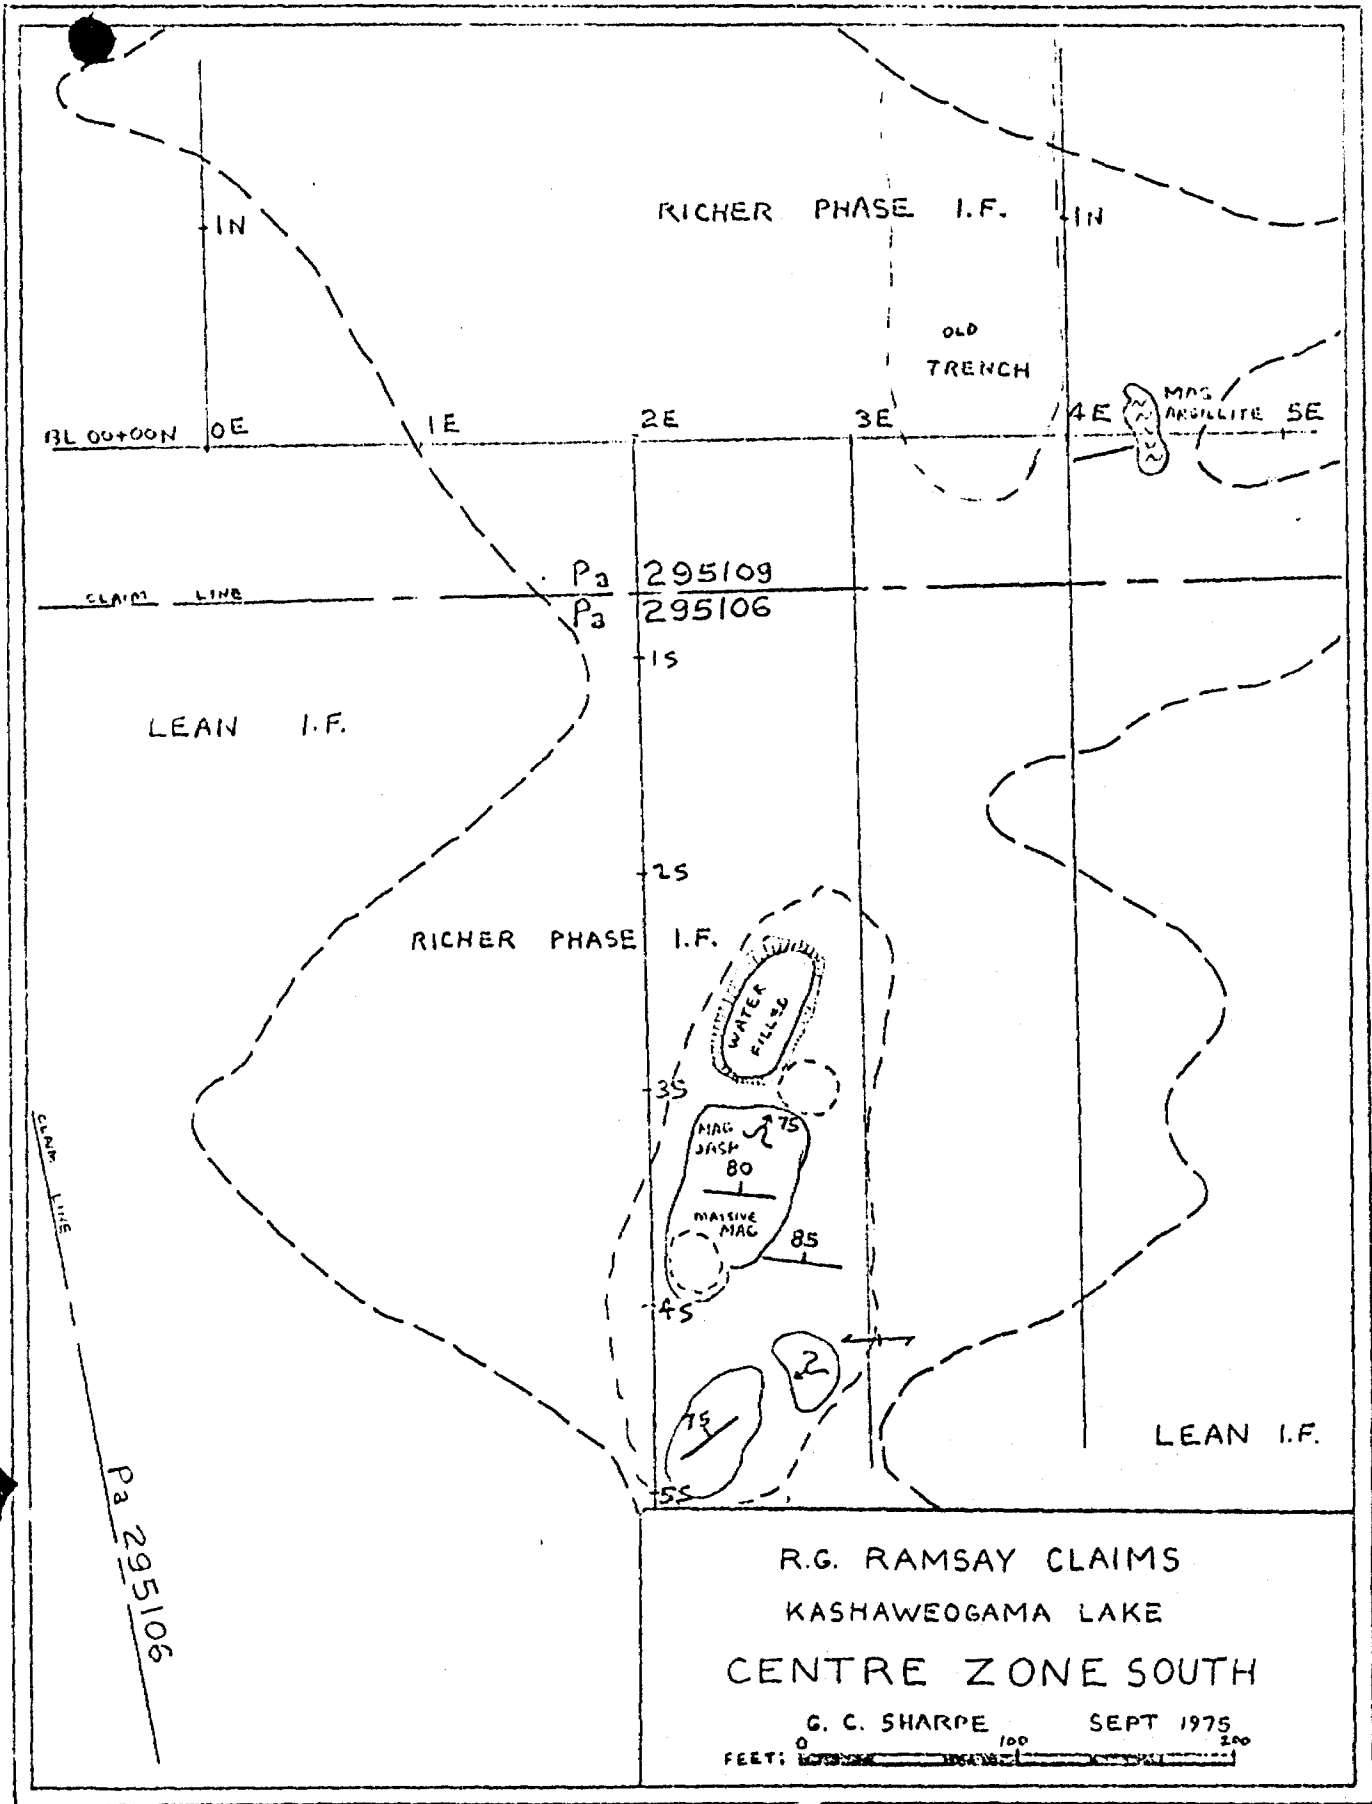 RICHER PHASE I.F.
1N
1N
OLD
TRENCH
MAG
ARGILLITE
BL 00+00N
0E
1E
2E
3E
4E
5E
Pa 295109
CLAIM LINE
Pa 295106
1S
LEAN I.F.
2S
RICHER PHASE I.F.
WATER
FILLED
3S
CLAIM LINE
MAG
JASP
75
80
MASSIVE
MAG
85
4S
75
LEAN I.F.
5S
Pa 295106
R.G. RAMSAY CLAIMS
KASHAWEOGAMA LAKE
CENTRE ZONE SOUTH
G. C. SHARPE SEPT 1975
0 100 200
FEET: